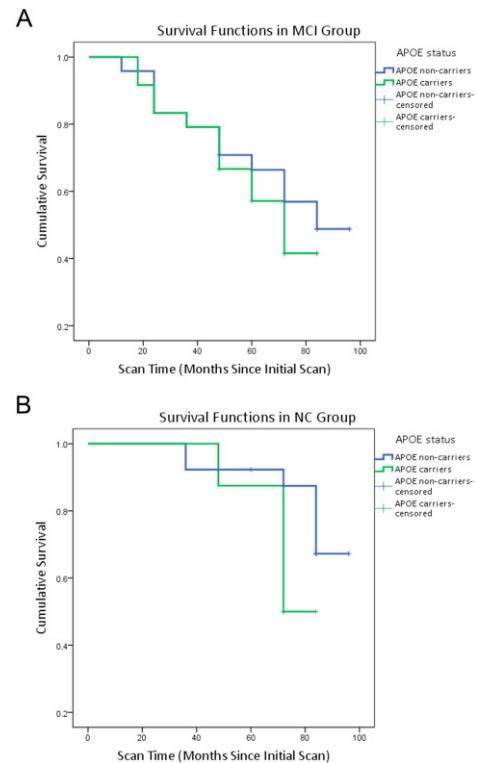 A
Survival Functions in MCI Group
APOE status
APOE non-carriers
APOE carriers
APOE non-carriers-
censored
APOE carriers-
censored
Cumulative Survival
1.0
0.8
0.6
0.4
0.2
0 20 40 60 80 100
Scan Time (Months Since Initial Scan)
B
Survival Functions in NC Group
APOE status
APOE non-carriers
APOE carriers
APOE non-carriers-
censored
APOE carriers-
censored
Cumulative Survival
1.0
0.8
0.6
0.4
0.2
0 20 40 60 80 100
Scan Time (Months Since Initial Scan)